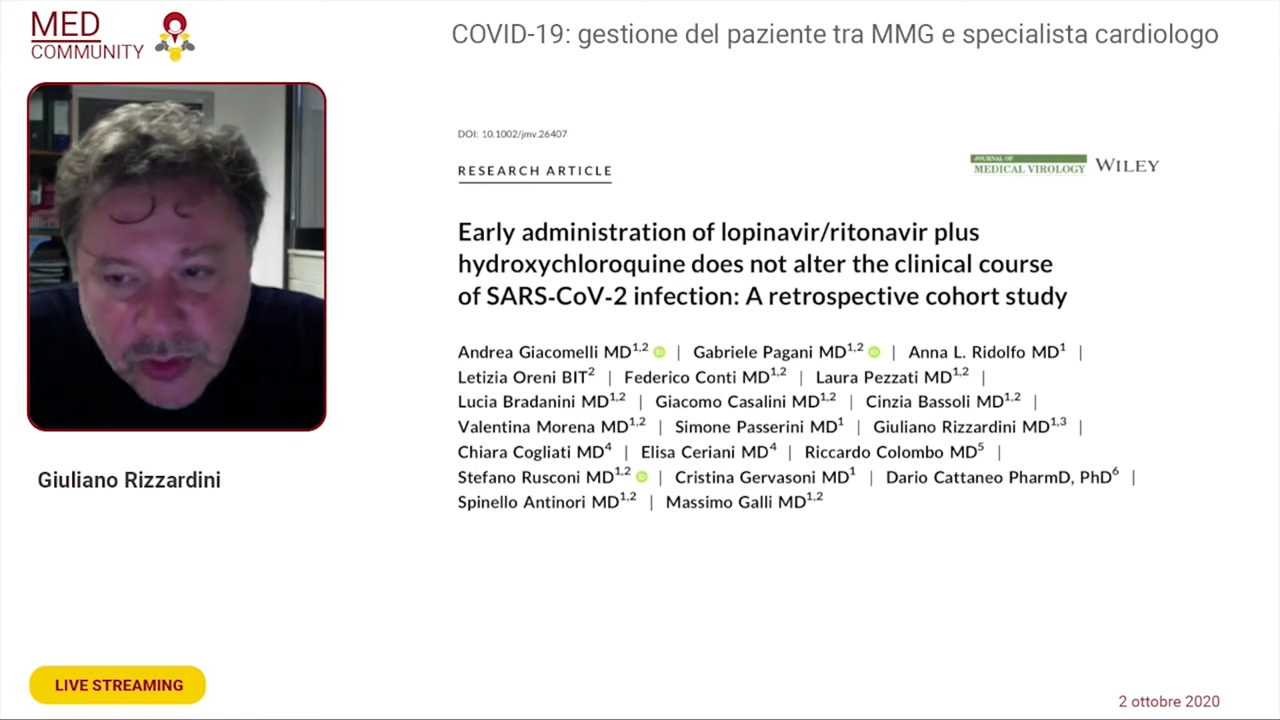 MED
COMMUNITY
COVID-19: gestione del paziente tra MMG e specialista cardiologo
DOI: 10.1002/jmv.26407
RESEARCH ARTICLE
JOURNAL OF
MEDICAL VIROLOGY WILEY
Early administration of lopinavir/ritonavir plus
hydroxychloroquine does not alter the clinical course
of SARS-CoV-2 infection: A retrospective cohort study
Andrea Giacomelli MD1,2 iD | Gabriele Pagani MD1,2 iD | Anna L. Ridolfo MD1 |
Letizia Oreni BIT2 | Federico Conti MD1,2 | Laura Pezzati MD1,2 |
Lucia Bradanini MD1,2 | Giacomo Casalini MD1,2 | Cinzia Bassoli MD1,2 |
Valentina Morena MD1,2 | Simone Passerini MD1 | Giuliano Rizzardini MD1,3 |
Chiara Cogliati MD4 | Elisa Ceriani MD4 | Riccardo Colombo MD5 |
Stefano Rusconi MD1,2 iD | Cristina Gervasoni MD1 | Dario Cattaneo PharmD, PhD6 |
Spinello Antinori MD1,2 | Massimo Galli MD1,2
Giuliano Rizzardini
LIVE STREAMING
2 ottobre 2020